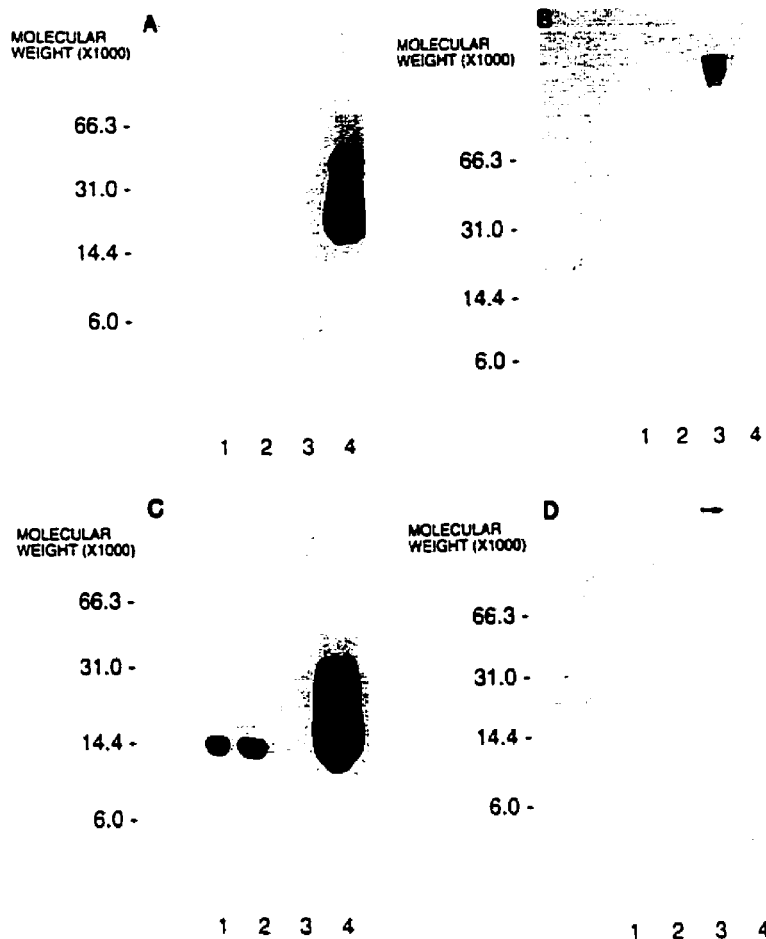 A
MOLECULAR
WEIGHT (X1000)
66.3 -
31.0 -
14.4 -
6.0 -
1 2 3 4
B
MOLECULAR
WEIGHT (X1000)
66.3 -
31.0 -
14.4 -
6.0 -
1 2 3 4
C
MOLECULAR
WEIGHT (X1000)
66.3 -
31.0 -
14.4 -
6.0 -
1 2 3 4
D
MOLECULAR
WEIGHT (X1000)
66.3 -
31.0 -
14.4 -
6.0 -
1 2 3 4